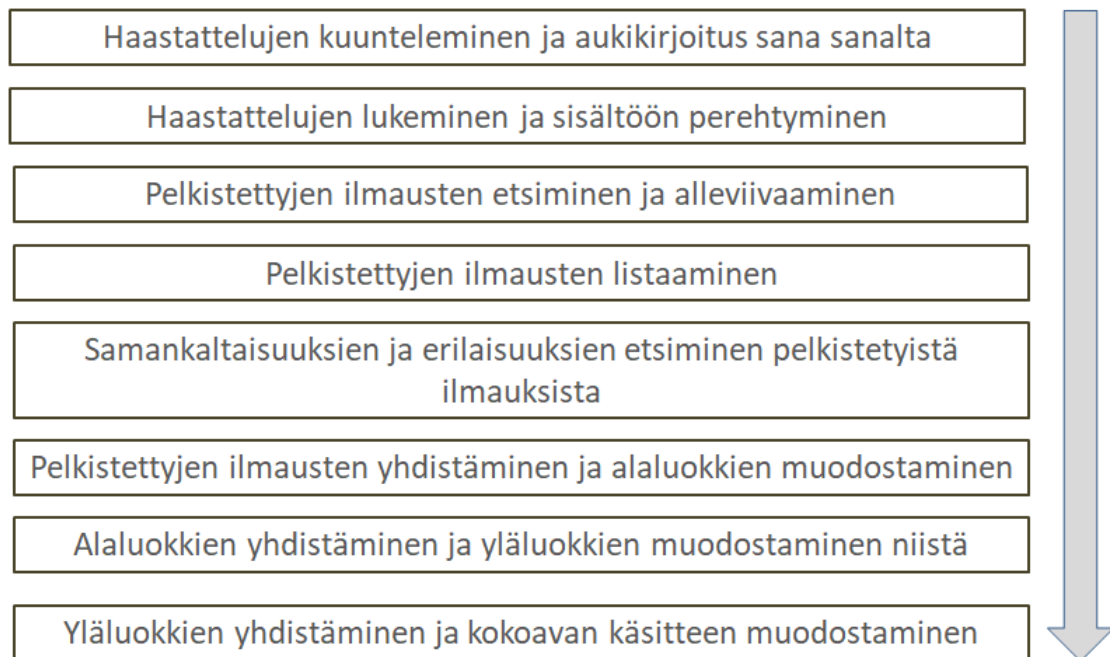 Haastattelujen kuunteleminen ja aukikirjoitus sana sanalta
Haastattelujen lukeminen ja sisältöön perehtyminen
Pelkistettyjen ilmausten etsiminen ja alleviivaaminen
Pelkistettyjen ilmausten listaaminen
Samankaltaisuuksien ja erilaisuuksien etsiminen pelkistetyistä
ilmauksista
Pelkistettyjen ilmausten yhdistäminen ja alaluokkien muodostaminen
Alaluokkien yhdistäminen ja yläluokkien muodostaminen niistä
Yläluokkien yhdistäminen ja kokoavan käsitteen muodostaminen